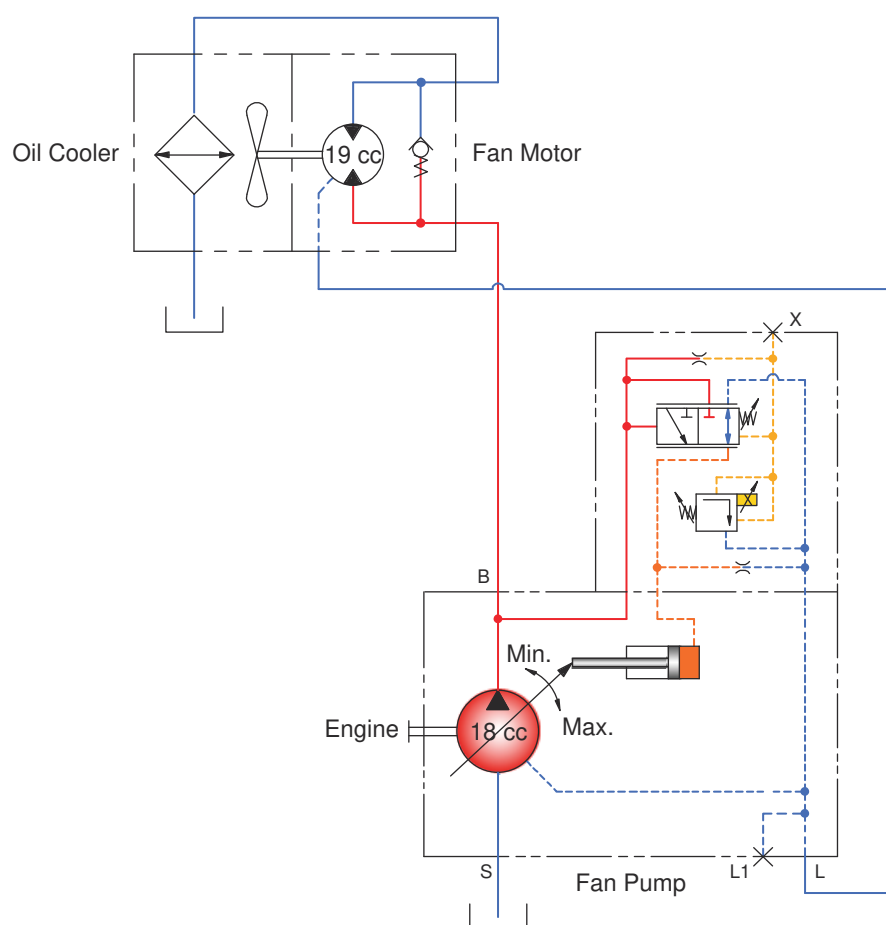 Oil Cooler
19 cc
Fan Motor
X
B
Min.
Max.
Engine
18 cc
S
Fan Pump
L1
L